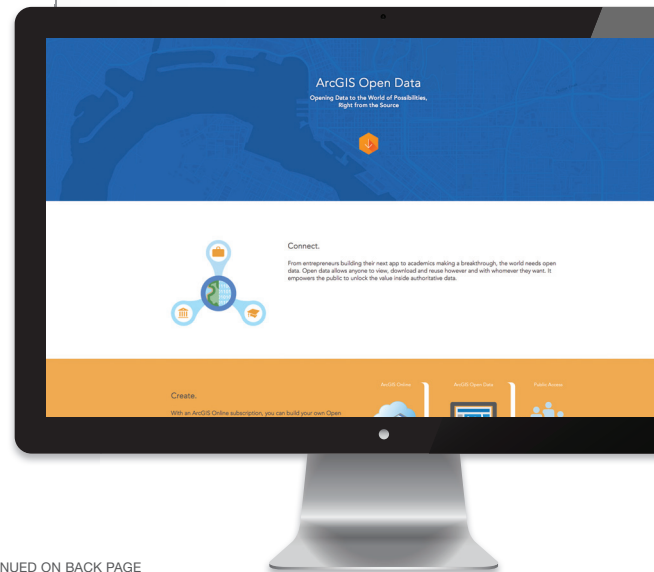 ArcGIS Open Data
Opening Data to the World of Possibilities,
Right from the Source
Connect.
From entrepreneurs building their next app to academics making a breakthrough, the world needs open
data. Open data allows anyone to view, download and reuse however and with whomever they want. It
empowers the public to unlock the value inside authoritative data.
ArcGIS Online
ArcGIS Open Data
Public Access
Create.
With an ArcGIS Online subscription, you can build your own Open
NUED ON BACK PAGE